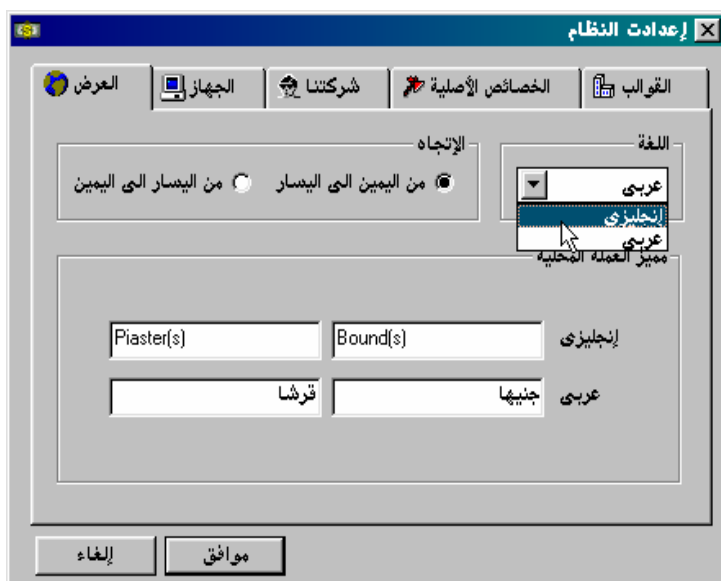 إعدادت النظام
القوالب الخصائص الأصلية شركتنا الجهاز العرض
اللغة الإتجاه
عربى من اليمين الى اليسار من اليسار الى اليمين
إنجليزى
عربى
مميز العملة المحلية
إنجليزى Bound(s) Piaster(s)
عربى جنيها قرشا
موافق إلغاء